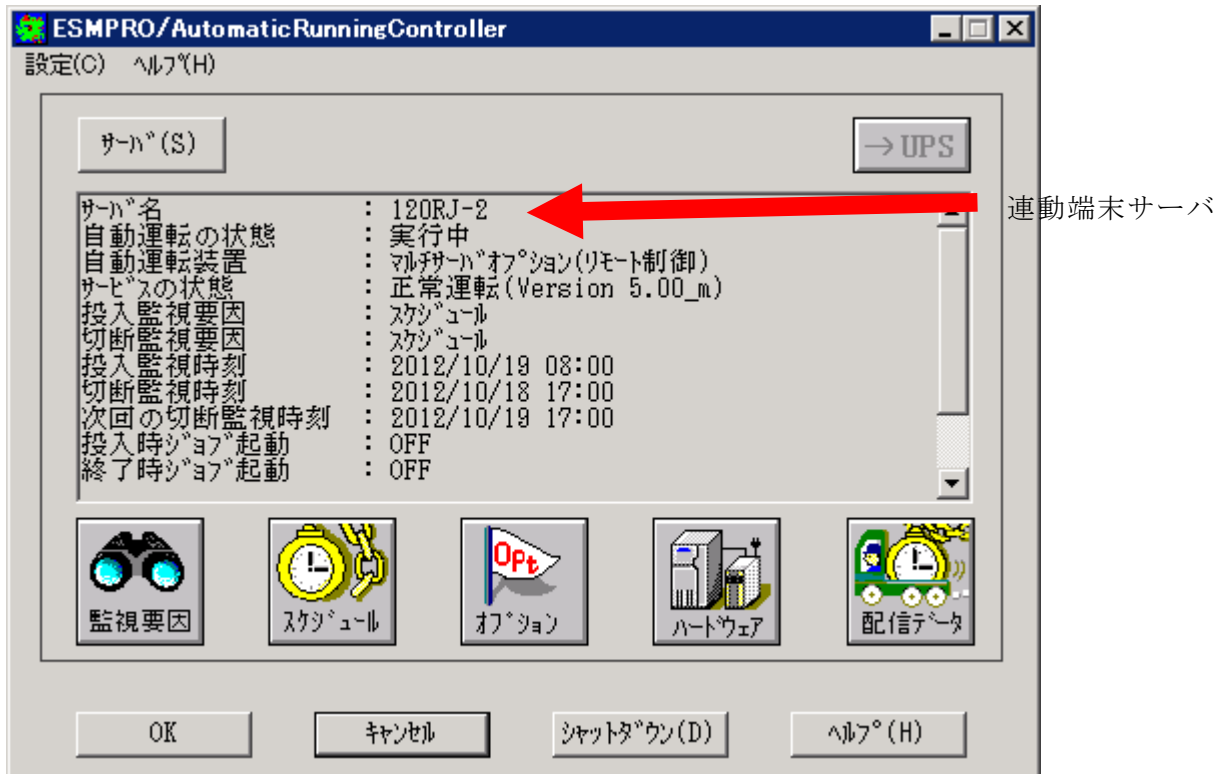 ESMPRO/AutomaticRunningController
設定(C) ﾍﾙﾌﾟ(H)
ｻｰﾊﾞ(S)
→UPS
ｻｰﾊﾞ名 : 120RJ-2
連動端末サーバ
自動運転の状態 : 実行中
自動運転装置 : ﾏﾙﾁｻｰﾊﾞｵﾌﾟｼｮﾝ(ﾘﾓｰﾄ制御)
ｻｰﾋﾞｽの状態 : 正常運転(Version 5.00_m)
投入監視要因 : ｽｹｼﾞｭｰﾙ
切断監視要因 : ｽｹｼﾞｭｰﾙ
投入監視時刻 : 2012/10/19 08:00
切断監視時刻 : 2012/10/18 17:00
次回の切断監視時刻 : 2012/10/19 17:00
投入時ｼﾞｮﾌﾞ起動 : OFF
終了時ｼﾞｮﾌﾞ起動 : OFF
OPt
監視要因 ｽｹｼﾞｭｰﾙ ｵﾌﾟｼｮﾝ ﾊｰﾄﾞｳｪｱ 配信ﾃﾞｰﾀ
OK ｷｬﾝｾﾙ ｼｬｯﾄﾀﾞｳﾝ(D) ﾍﾙﾌﾟ(H)